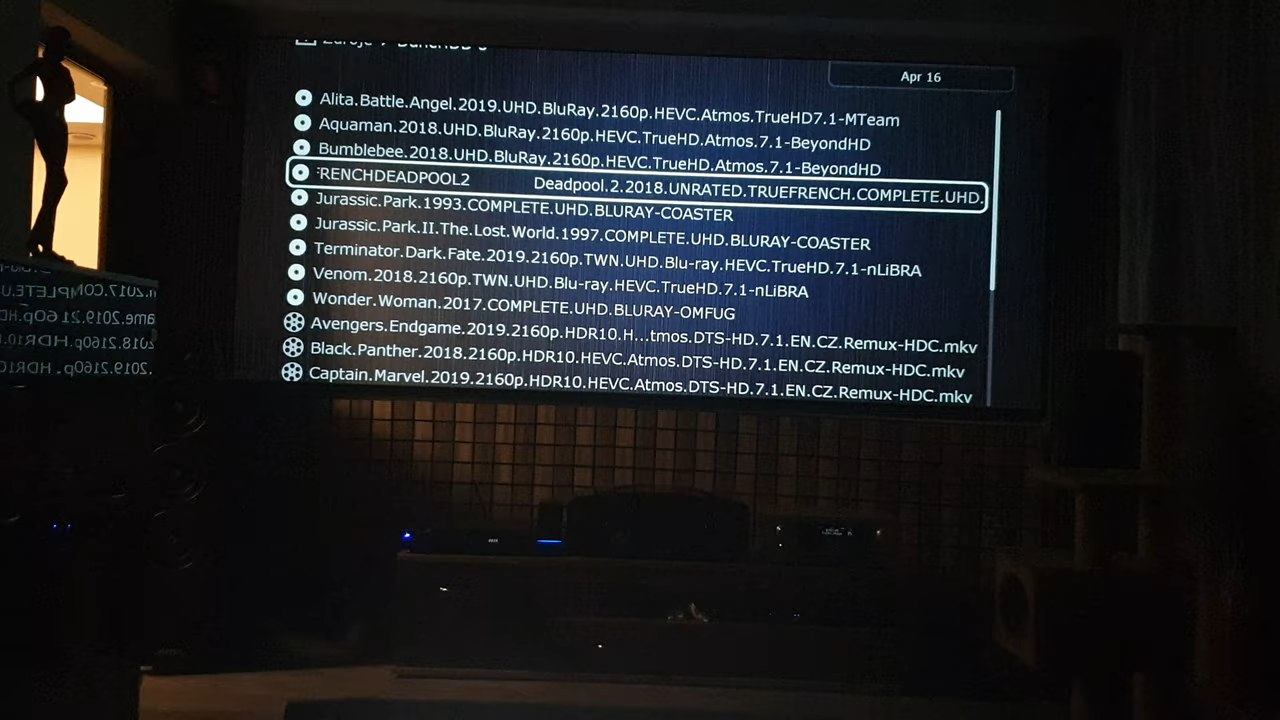 Apr 16
Alita.Battle.Angel.2019.UHD.BluRay.2160p.HEVC.Atmos.TrueHD7.1-MTeam
Aquaman.2018.UHD.BluRay.2160p.HEVC.TrueHD.Atmos.7.1-BeyondHD
Bumblebee.2018.UHD.BluRay.2160p.HEVC.TrueHD.Atmos.7.1-BeyondHD
RENCHDEADPOOL2 Deadpool.2.2018.UNRATED.TRUEFRENCH.COMPLETE.UHD.
Jurassic.Park.1993.COMPLETE.UHD.BLURAY-COASTER
Jurassic.Park.II.The.Lost.World.1997.COMPLETE.UHD.BLURAY-COASTER
Terminator.Dark.Fate.2019.2160p.TWN.UHD.Blu-ray.HEVC.TrueHD.7.1-nLiBRA
Venom.2018.2160p.TWN.UHD.Blu-ray.HEVC.TrueHD.7.1-nLiBRA
Wonder.Woman.2017.COMPLETE.UHD.BLURAY-OMFUG
Avengers.Endgame.2019.2160p.HDR10.H...tmos.DTS-HD.7.1.EN.CZ.Remux-HDC.mkv
Black.Panther.2018.2160p.HDR10.HEVC.Atmos.DTS-HD.7.1.EN.CZ.Remux-HDC.mkv
Captain.Marvel.2019.2160p.HDR10.HEVC.Atmos.DTS-HD.7.1.EN.CZ.Remux-HDC.mkv